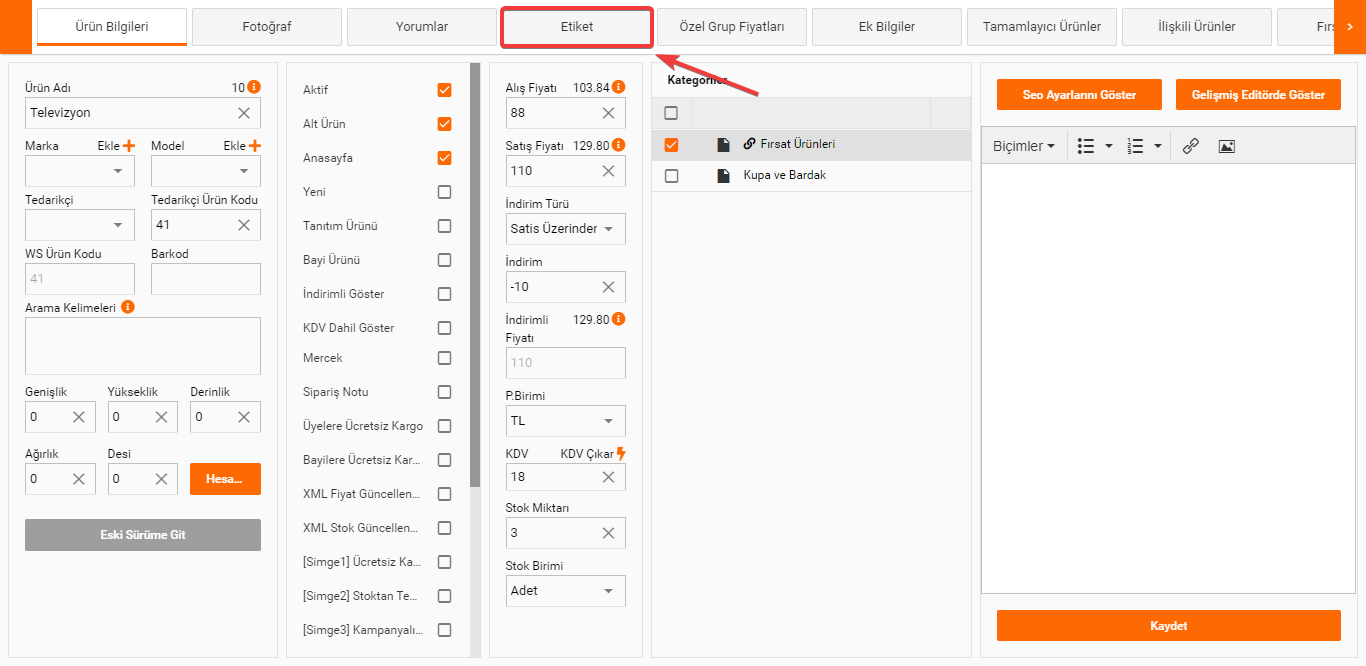 Ürün Bilgileri
Fotoğraf
Yorumlar
Etiket
Özel Grup Fiyatları
Ek Bilgiler
Tamamlayıcı Ürünler
İlişkili Ürünler
Ürün Adı 10
Televizyon
Marka Ekle Model Ekle
Tedarikçi Tedarikçi Ürün Kodu
41
WS Ürün Kodu Barkod
41
Arama Kelimeleri
Genişlik Yükseklik Derinlik
0 0 0
Ağırlık Desi
0 0 Hesa...
Eski Sürüme Git
Aktif
Alt Ürün
Anasayfa
Yeni
Tanıtım Ürünü
Bayi Ürünü
İndirimli Göster
KDV Dahil Göster
Mercek
Sipariş Notu
Üyelere Ücretsiz Kargo
Bayilere Ücretsiz Kar...
XML Fiyat Güncellen...
XML Stok Güncellen...
[Simge1] Ücretsiz Ka...
[Simge2] Stoktan Te...
[Simge3] Kampanyalı...
Alış Fiyatı 103.84
88
Satış Fiyatı 129.80
110
İndirim Türü
Satis Üzerinder
İndirim
-10
İndirimli Fiyatı 129.80
110
P.Birimi
TL
KDV KDV Çıkar
18
Stok Miktarı
3
Stok Birimi
Adet
Kategoriler
Fırsat Ürünleri
Kupa ve Bardak
Seo Ayarlarını Göster
Gelişmiş Editörde Göster
Biçimler
Kaydet